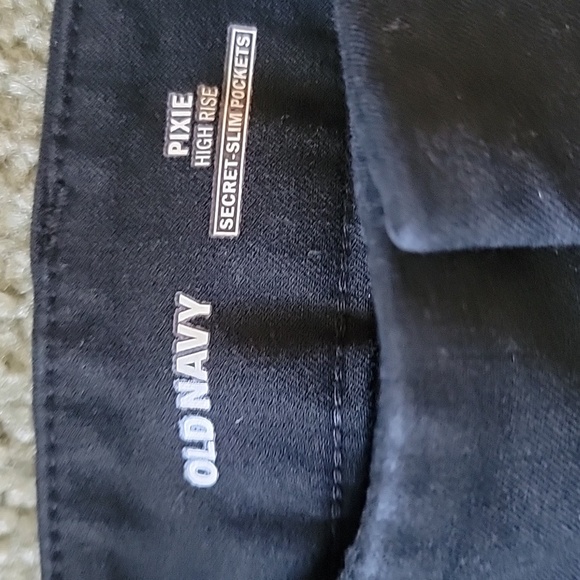 OLD NAVY
PIXIE
HIGH RISE
SECRET-SLIM POCKETS